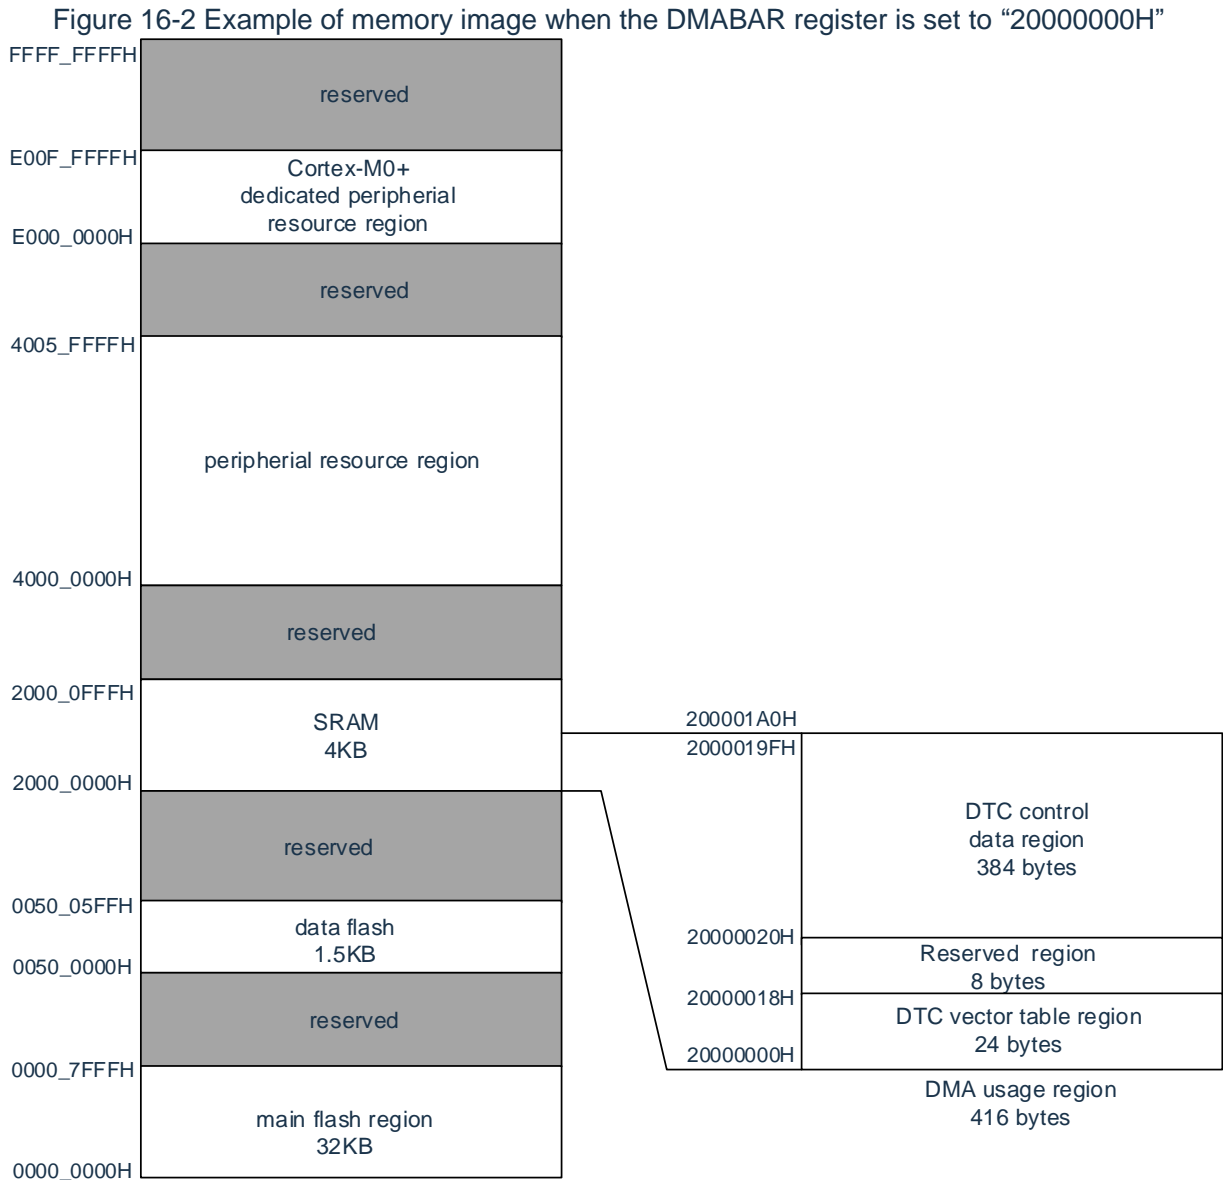 Figure 16-2 Example of memory image when the DMABAR register is set to “20000000H”
FFFF_FFFFH
reserved
E00F_FFFFH
Cortex-M0+
dedicated peripherial
resource region
E000_0000H
reserved
4005_FFFFH
peripherial resource region
4000_0000H
reserved
2000_0FFFH
SRAM
4KB
2000_0000H
reserved
0050_05FFH
data flash
1.5KB
0050_0000H
reserved
0000_7FFFH
main flash region
32KB
0000_0000H
200001A0H
2000019FH
DTC control
data region
384 bytes
20000020H
Reserved region
8 bytes
20000018H
DTC vector table region
24 bytes
20000000H
DMA usage region
416 bytes